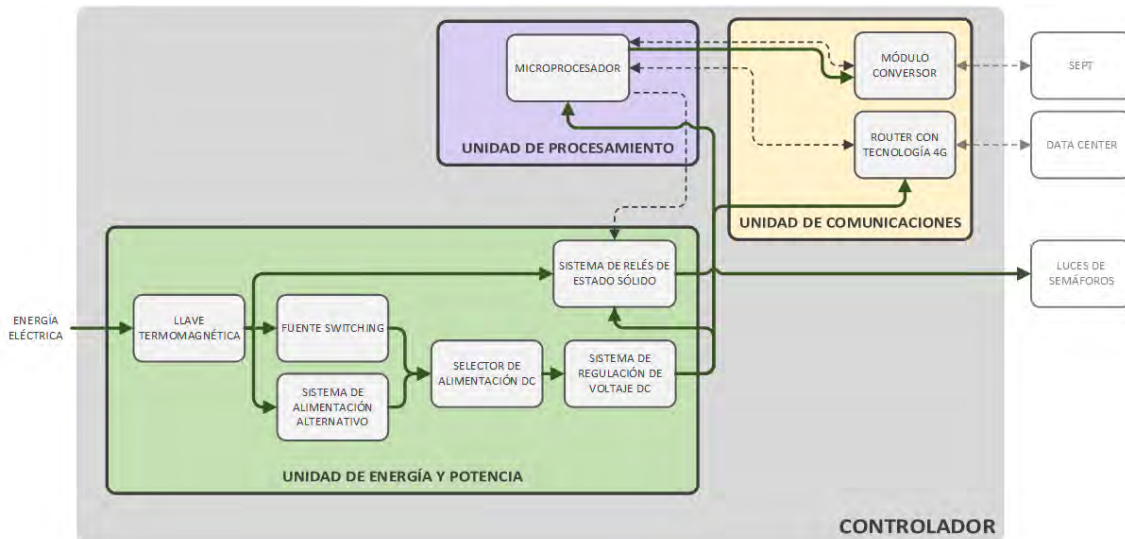 MICROPROCESADOR
UNIDAD DE PROCESAMIENTO
MÓDULO
CONVERSOR
ROUTER CON
TECNOLOGÍA 4G
UNIDAD DE COMUNICACIONES
SEPT
DATA CENTER
LUCES DE
SEMÁFOROS
ENERGÍA
ELÉCTRICA
LLAVE
TERMOMAGNÉTICA
FUENTE SWITCHING
SISTEMA DE
ALIMENTACIÓN
ALTERNATIVO
SELECTOR DE
ALIMENTACIÓN DC
SISTEMA DE
REGULACIÓN DE
VOLTAJE DC
SISTEMA DE RELÉS DE
ESTADO SÓLIDO
UNIDAD DE ENERGÍA Y POTENCIA
CONTROLADOR